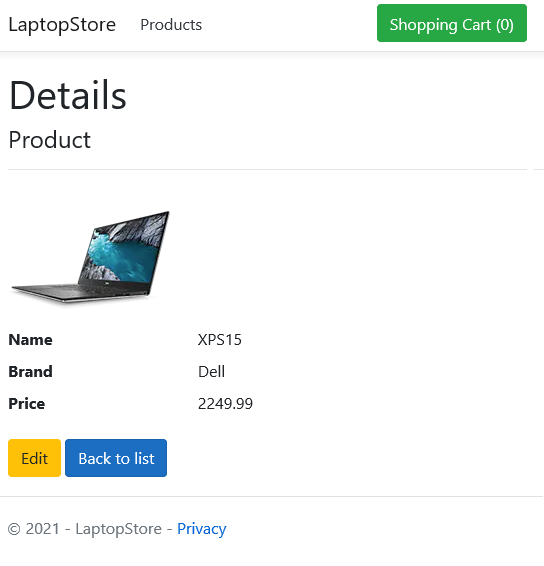 LaptopStore Products Shopping Cart (0)
Details
Product
Name XPS15
Brand Dell
Price 2249.99
Edit Back to list
© 2021 - LaptopStore - Privacy